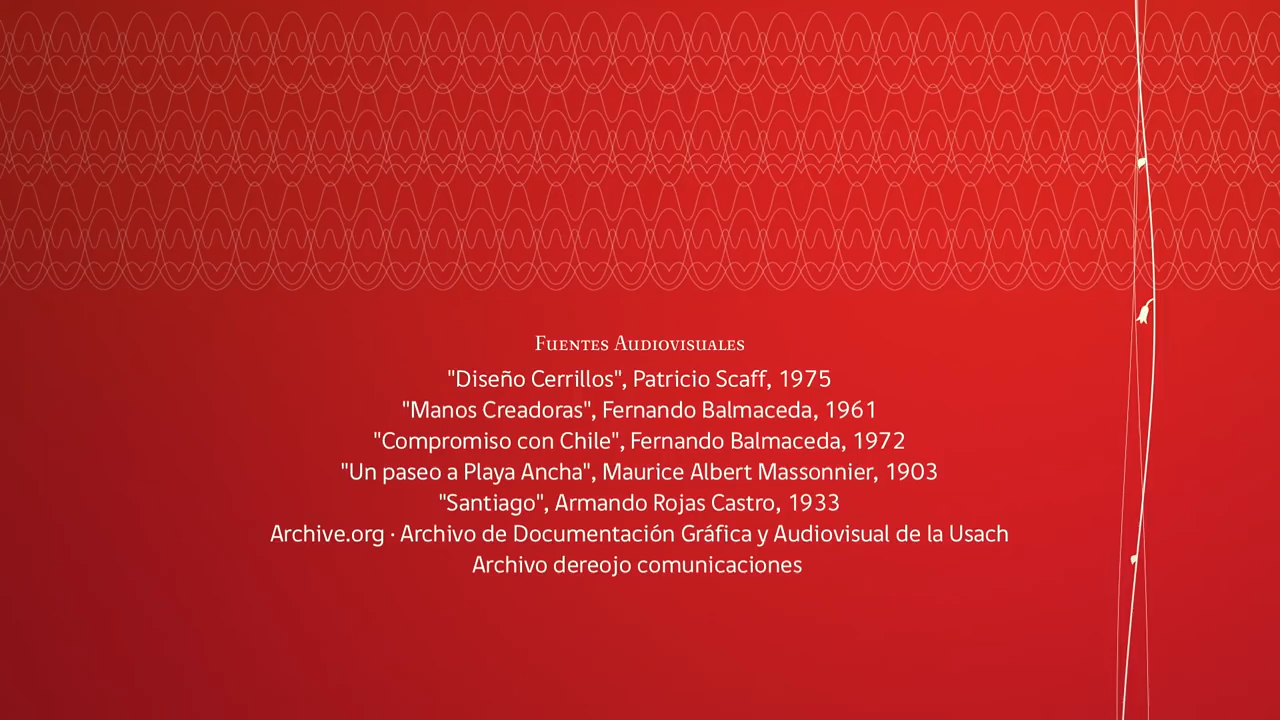 Fuentes Audiovisuales
"Diseño Cerrillos", Patricio Scaff, 1975
"Manos Creadoras", Fernando Balmaceda, 1961
"Compromiso con Chile", Fernando Balmaceda, 1972
"Un paseo a Playa Ancha", Maurice Albert Massonnier, 1903
"Santiago", Armando Rojas Castro, 1933
Archive.org · Archivo de Documentación Gráfica y Audiovisual de la Usach
Archivo dereojo comunicaciones